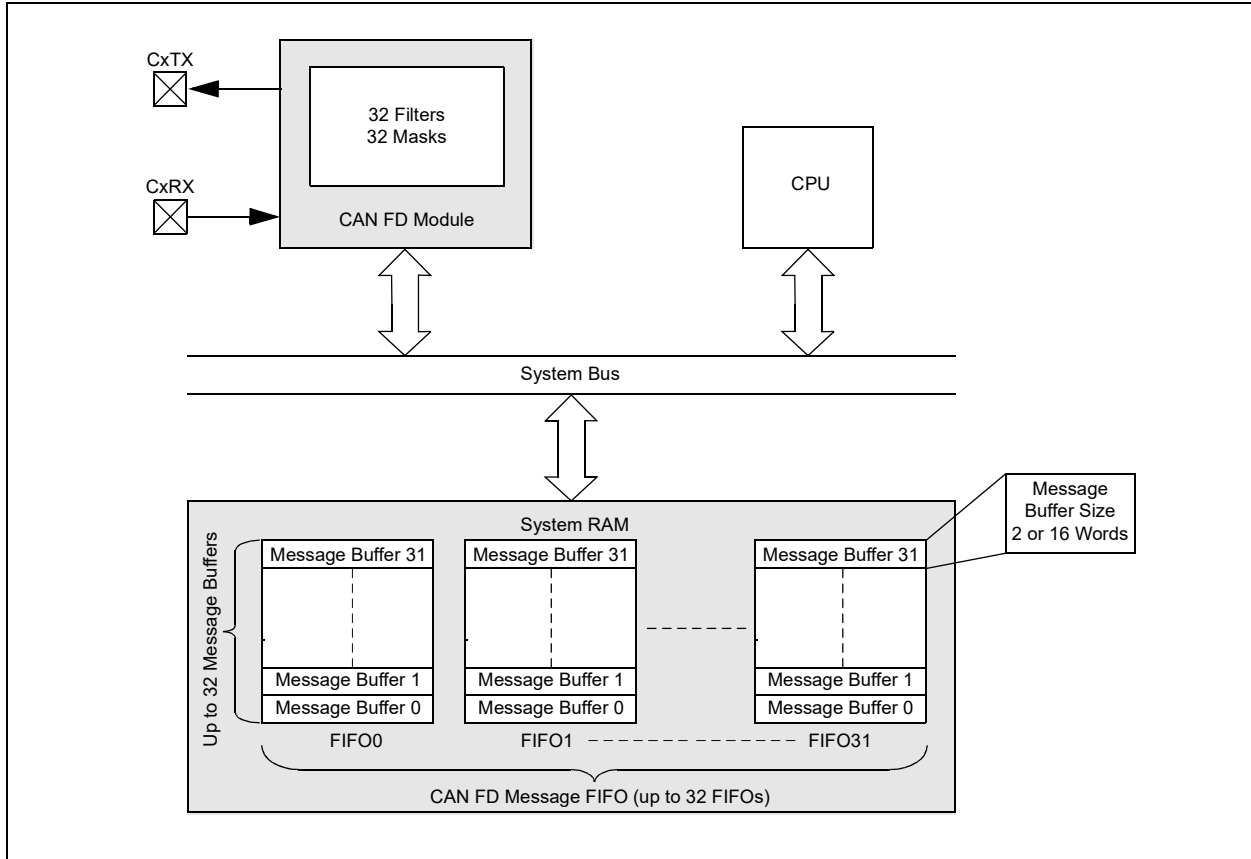 CxTX
32 Filters
32 Masks
CxRX
CAN FD Module
CPU
System Bus
Message
Buffer Size
2 or 16 Words
System RAM
Up to 32 Message Buffers
Message Buffer 31
Message Buffer 31
Message Buffer 31
Message Buffer 1
Message Buffer 1
Message Buffer 1
Message Buffer 0
Message Buffer 0
Message Buffer 0
FIFO0
FIFO1
FIFO31
CAN FD Message FIFO (up to 32 FIFOs)